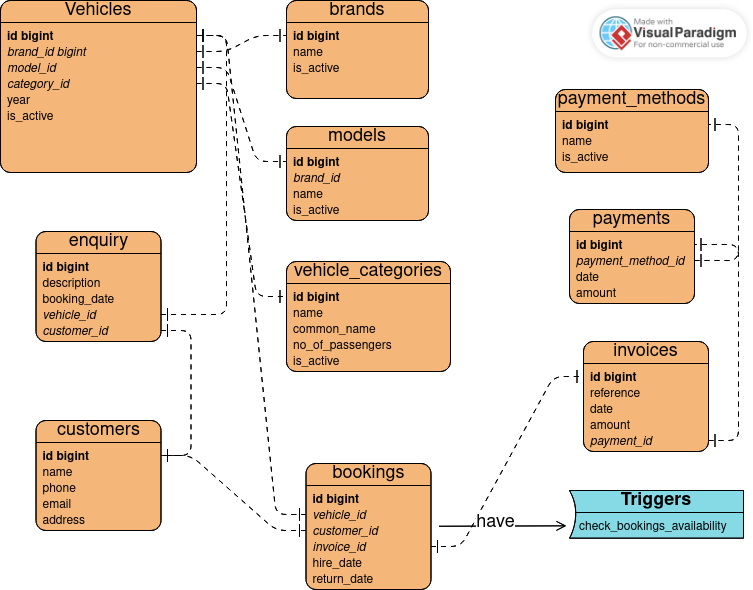 Vehicles
id bigint
brand_id bigint
model_id
category_id
year
is_active
brands
id bigint
name
is_active
Made with
VisualParadigm
For non-commercial use
payment_methods
id bigint
name
is_active
models
id bigint
brand_id
name
is_active
payments
id bigint
payment_method_id
date
amount
enquiry
id bigint
description
booking_date
vehicle_id
customer_id
vehicle_categories
id bigint
name
common_name
no_of_passengers
is_active
invoices
id bigint
reference
date
amount
payment_id
customers
id bigint
name
phone
email
address
bookings
id bigint
vehicle_id
customer_id
invoice_id
hire_date
return_date
have
Triggers
check_bookings_availability